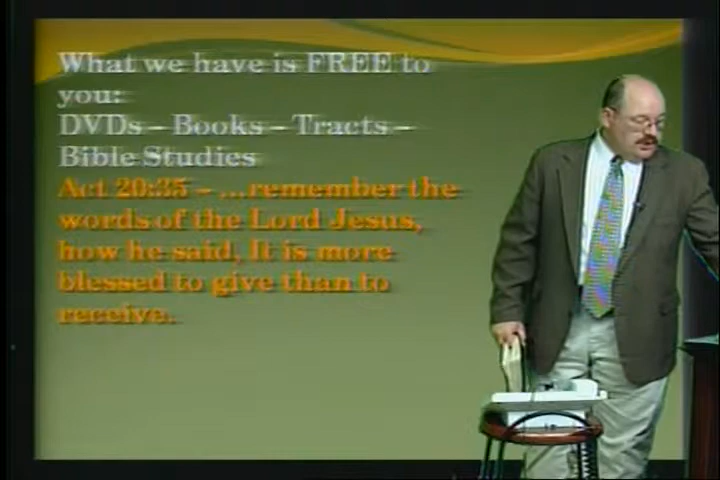 What we have is FREE to
you:
DVDs – Books – Tracts –
Bible Studies
Act 20:35 – ...remember the
words of the Lord Jesus,
how he said, It is more
blessed to give than to
receive.